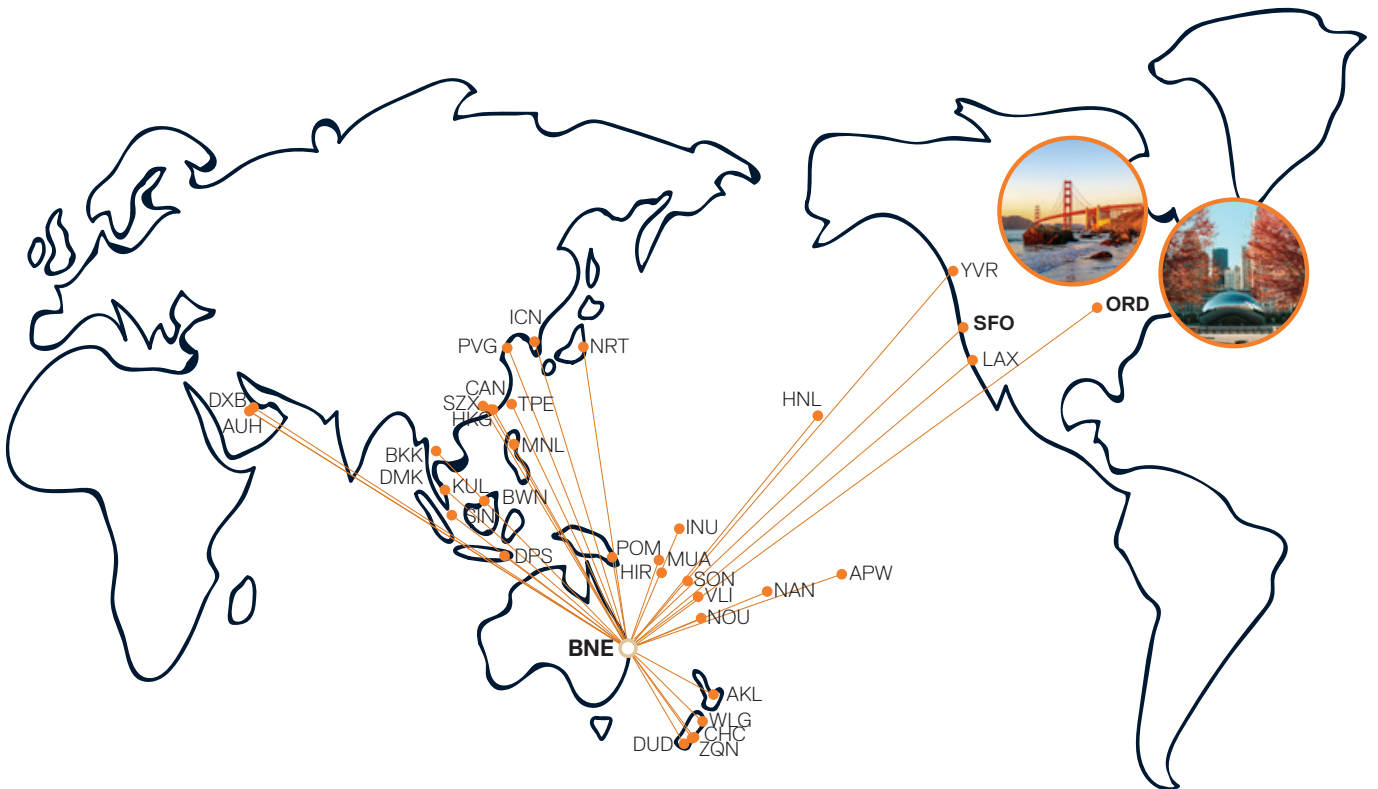 YVR
ORD
ICN
SFO
PVG
NRT
LAX
CAN
DXB
SZX
TPE
HNL
HKG
AUH
MNL
BKK
DMK
KUL
BWN
SIN
INU
POM
DPS
MUA
HIR
APW
SON
NAN
VLI
NOU
BNE
AKL
WLG
CHC
DUD
ZQN